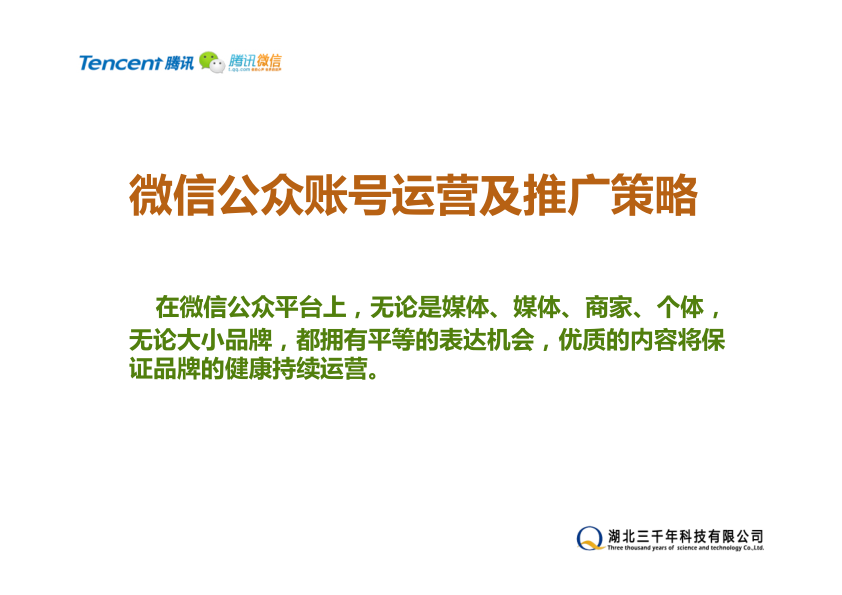 Tencent 腾讯 腾讯微信
微信公众账号运营及推广策略
在微信公众平台上，无论是媒体、媒体、商家、个体，
无论大小品牌，都拥有平等的表达机会，优质的内容将保
证品牌的健康持续运营。
湖北三千年科技有限公司
Three thousand years of science and technology Co.,Ltd.